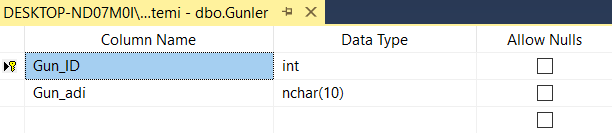 DESKTOP-ND07M0I\...temi - dbo.Gunler
Column Name Data Type Allow Nulls
Gun_ID int
Gun_adi nchar(10)